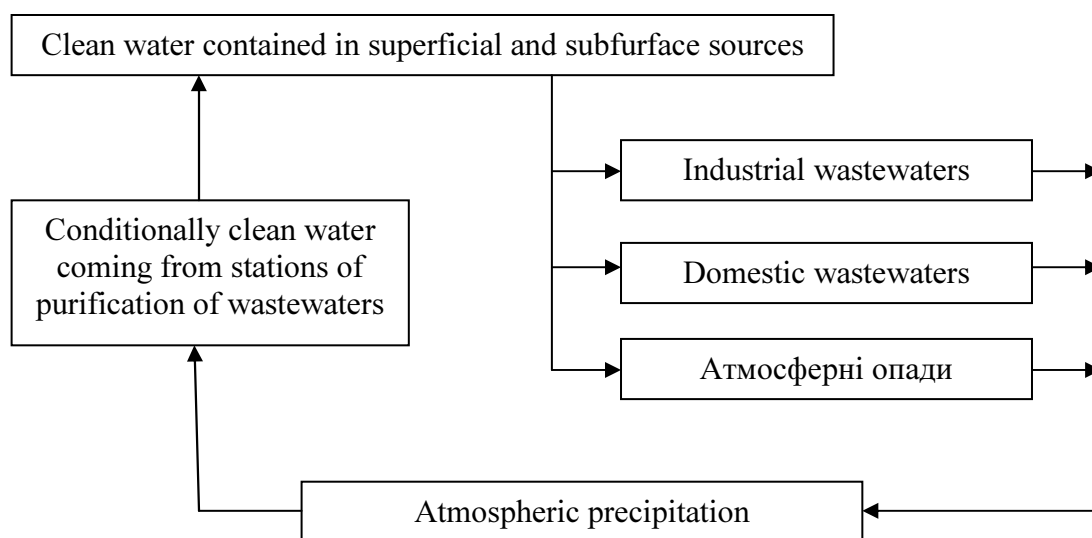 Clean water contained in superficial and subfurface sources
Industrial wastewaters
Conditionally clean water
coming from stations of
purification of wastewaters
Domestic wastewaters
Атмосферні опади
Atmospheric precipitation